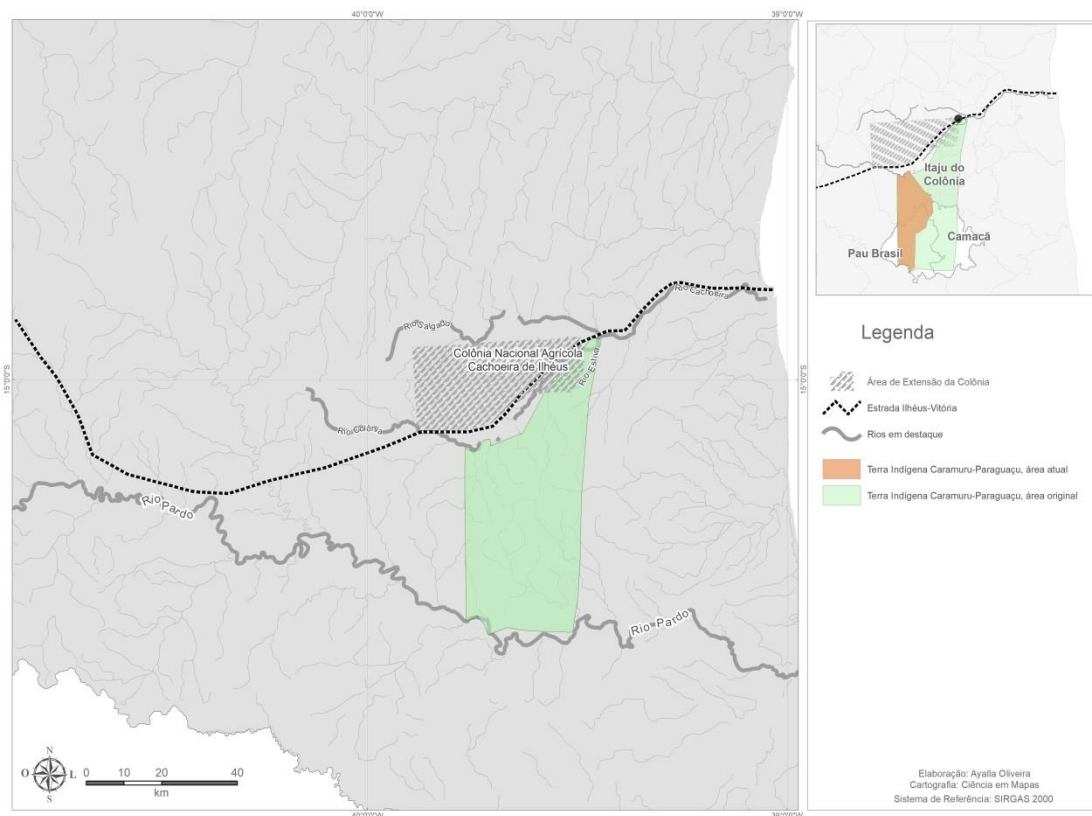 40°0'0"W
39°0'0"W
15°0'0"S
15°0'0"S
Rio Cachoeira
Rio Salgado
Colônia Nacional Agrícola
Cachoeira de Ilhéus
Rio Estiva
Rio Colônia
Rio Pardo
Rio Pardo
N
O
L
S
0 10 20 40
km
40°0'0"W
39°0'0"W
Itaju do
Colônia
Camacã
Pau Brasil
Legenda
Área de Extensão da Colônia
Estrada Ilhéus-Vitória
Rios em destaque
Terra Indígena Caramuru-Paraguaçu, área atual
Terra Indígena Caramuru-Paraguaçu, área original
Elaboração: Ayalla Oliveira
Cartografia: Ciência em Mapas
Sistema de Referência: SIRGAS 2000